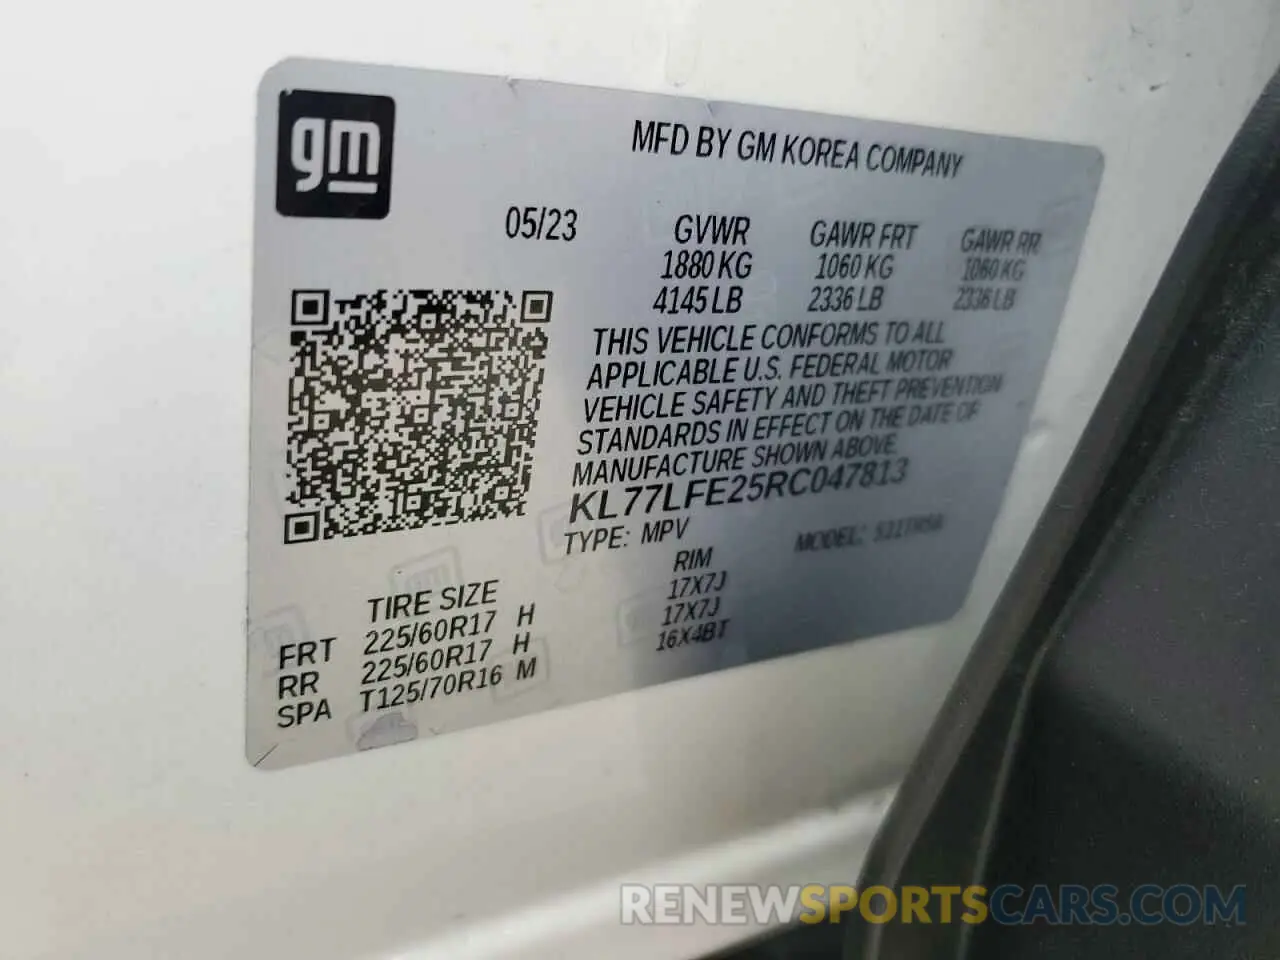 gm
MFD BY GM KOREA COMPANY
05/23
GVWR GAWR FRT GAWR RR
1880 KG 1060 KG 1060 KG
4145 LB 2336 LB 2336 LB
THIS VEHICLE CONFORMS TO ALL
APPLICABLE U.S. FEDERAL MOTOR
VEHICLE SAFETY AND THEFT PREVENTION
STANDARDS IN EFFECT ON THE DATE OF
MANUFACTURE SHOWN ABOVE.
KL77LFE25RC047813
TYPE: MPV MODEL:
TIRE SIZE RIM
FRT 225/60R17 H 17X7J
RR 225/60R17 H 17X7J
SPA T125/70R16 M 16X4BT
RENEWSPORTSCARS.COM